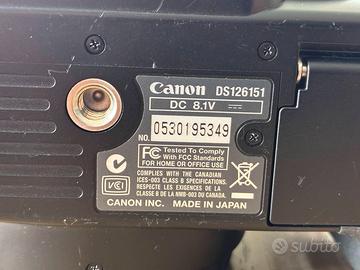 Canon DS126151
DC 8.1V
NO. 0530195349
FC Tested To Comply
With FCC Standards
FOR HOME OR OFFICE USE
COMPLIES WITH THE CANADIAN
ICES-003 CLASS B SPECIFICATIONS.
RESPECTE LES EXIGENCES DE LA
CLASSE B DE LA NMB-003 DU CANADA.
VCI
CANON INC. MADE IN JAPAN
subito